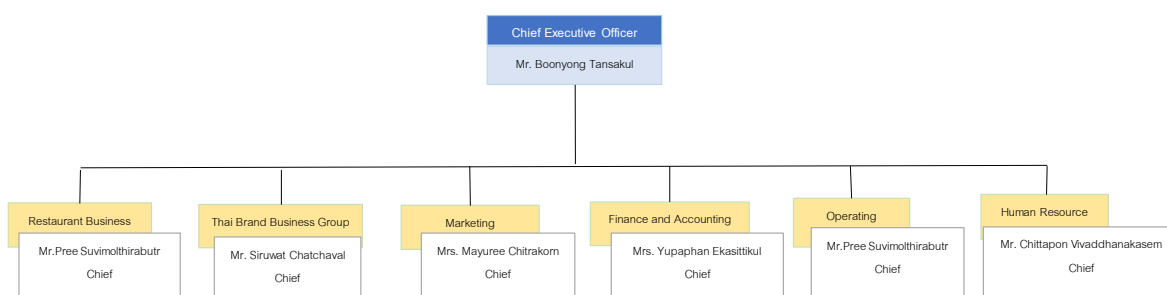 Chief Executive Officer
Mr. Boonyong Tansakul
Restaurant Business
Mr.Pree Suvimolthirabutr
Chief
Thai Brand Business Group
Mr. Siruwat Chatchaval
Chief
Marketing
Mrs. Mayuree Chitrakorn
Chief
Finance and Accounting
Mrs. Yupaphan Ekasittikul
Chief
Operating
Mr.Pree Suvimolthirabutr
Chief
Human Resource
Mr. Chittapon Vivaddhanakasem
Chief